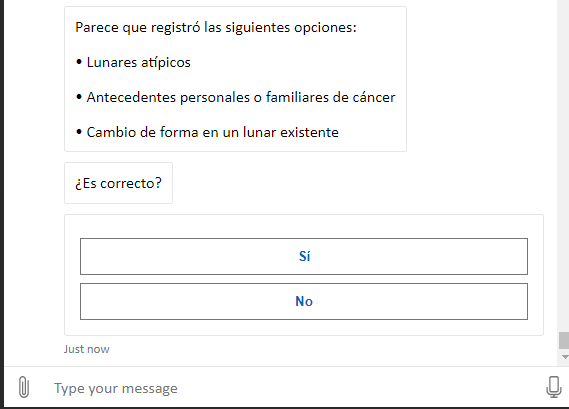 Parece que registró las siguientes opciones:
• Lunares atípicos
• Antecedentes personales o familiares de cáncer
• Cambio de forma en un lunar existente
¿Es correcto?
Sí
No
Just now
Type your message